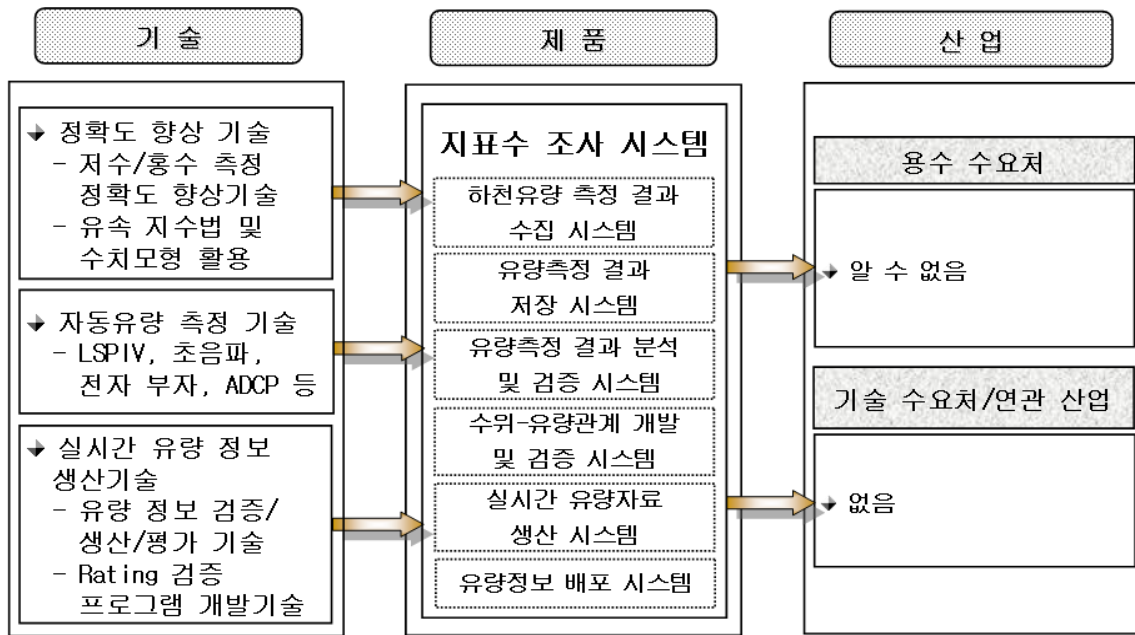 기 술
제 품
산 업
정확도 향상 기술
- 저수/홍수 측정
정확도 향상기술
- 유속 지수법 및
수치모형 활용
자동유량 측정 기술
- LSPIV, 초음파,
전자 부자, ADCP 등
실시간 유량 정보
생산기술
- 유량 정보 검증/
생산/평가 기술
- Rating 검증
프로그램 개발기술
지표수 조사 시스템
하천유량 측정 결과
수집 시스템
유량측정 결과
저장 시스템
유량측정 결과 분석
및 검증 시스템
수위-유량관계 개발
및 검증 시스템
실시간 유량자료
생산 시스템
유량정보 배포 시스템
용수 수요처
알 수 없음
기술 수요처/연관 산업
없음